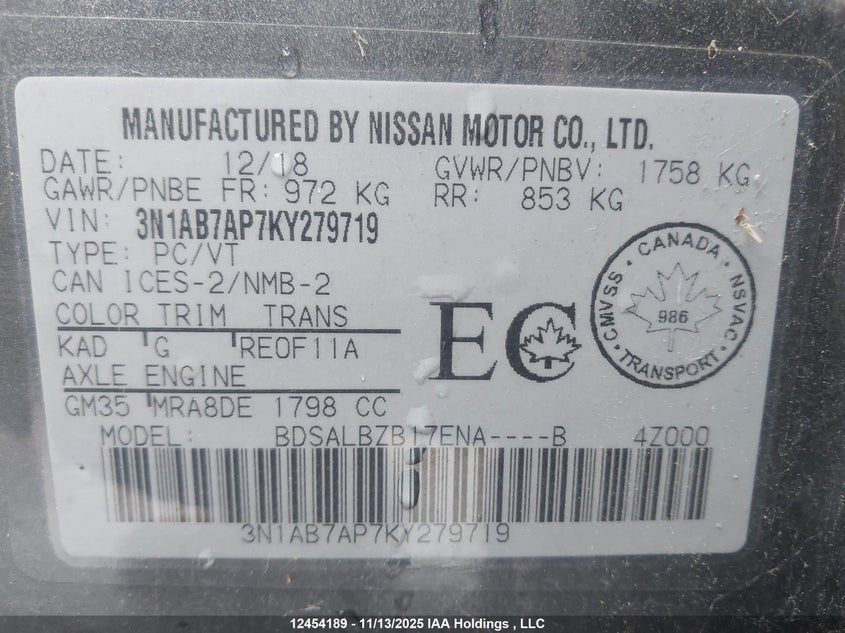 MANUFACTURED BY NISSAN MOTOR CO., LTD.
DATE: 12/18 GVWR/PNBV: 1758 KG
GAWR/PNBE FR: 972 KG RR: 853 KG
VIN: 3N1AB7AP7KY279719
TYPE: PC/VT
CAN ICES-2/NMB-2
COLOR TRIM TRANS
KAD G RE0F11A
AXLE ENGINE
GM35 MRA8DE 1798 CC
EC
CANADA
CMVSS NSVAC
986
TRANSPORT
MODEL: BDSALBZB17ENA----B 4Z000
3N1AB7AP7KY279719
12454189 - 11/13/2025 IAA Holdings , LLC